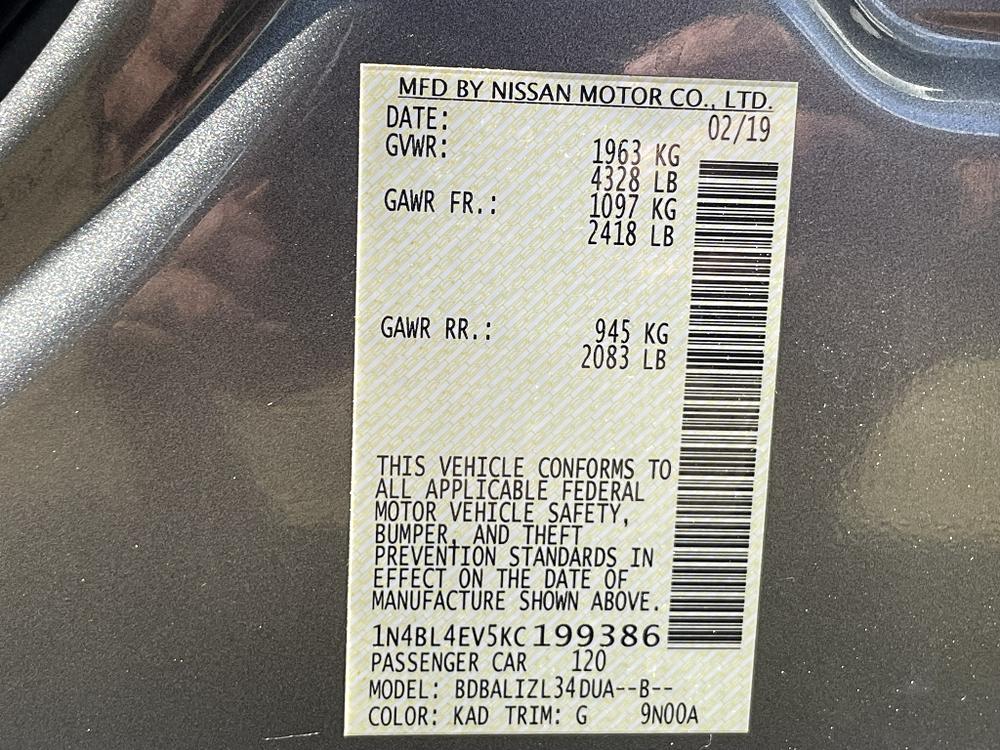 MFD BY NISSAN MOTOR CO., LTD.
DATE: 02/19
GVWR: 1963 KG
4328 LB
GAWR FR.: 1097 KG
2418 LB
GAWR RR.: 945 KG
2083 LB
THIS VEHICLE CONFORMS TO
ALL APPLICABLE FEDERAL
MOTOR VEHICLE SAFETY,
BUMPER, AND THEFT
PREVENTION STANDARDS IN
EFFECT ON THE DATE OF
MANUFACTURE SHOWN ABOVE.
1N4BL4EV5KC199386
PASSENGER CAR 120
MODEL: BDBALIZL34DUA--B--
COLOR: KAD TRIM: G 9N00A